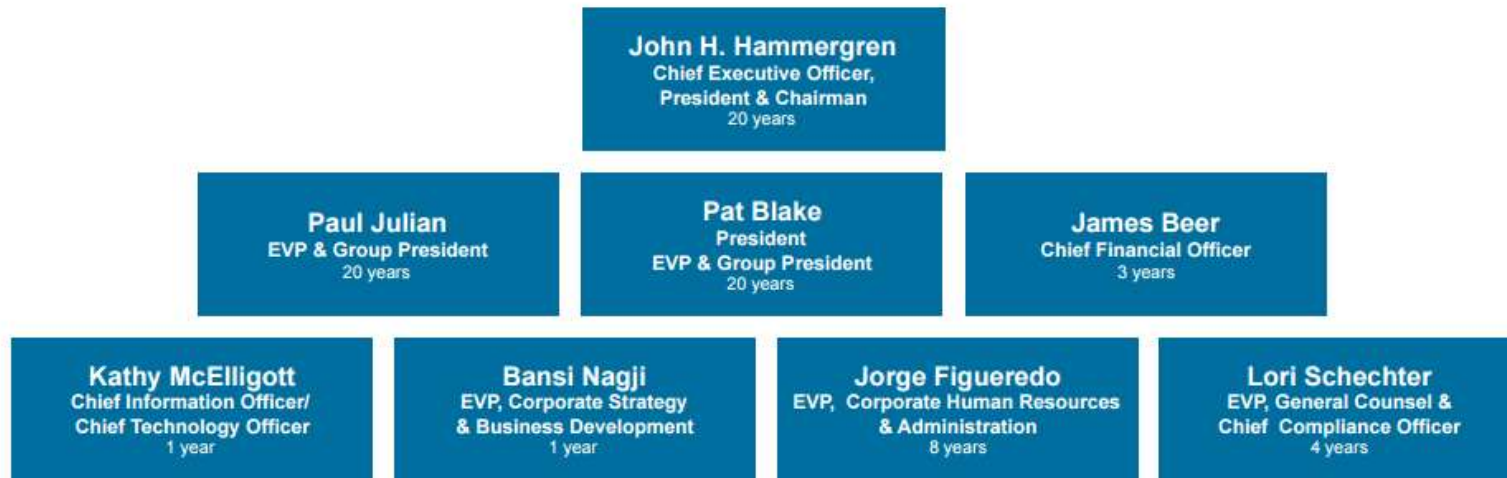 John H. Hammergren
Chief Executive Officer,
President & Chairman
20 years
Paul Julian
EVP & Group President
20 years
Pat Blake
President
EVP & Group President
20 years
James Beer
Chief Financial Officer
3 years
Kathy McElligott
Chief Information Officer/
Chief Technology Officer
1 year
Bansi Nagji
EVP, Corporate Strategy
& Business Development
1 year
Jorge Figueredo
EVP, Corporate Human Resources
& Administration
8 years
Lori Schechter
EVP, General Counsel &
Chief Compliance Officer
4 years